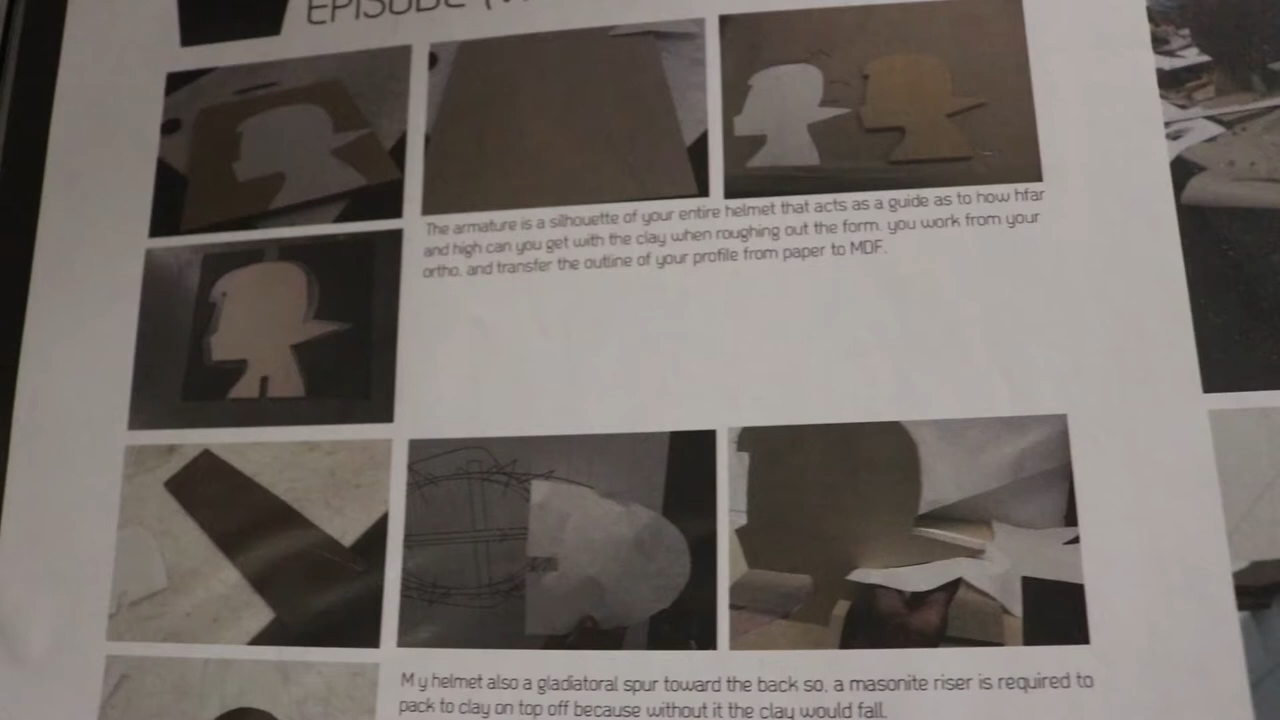 EPISODE
The armature is a silhouette of your entire helmet that acts as a guide as to how hfar
and high can you get with the clay when roughing out the form. you work from your
ortho, and transfer the outline of your profile from paper to MDF.
M y helmet also a gladiatoral spur toward the back so, a masonite riser is required to
pack to clay on top off because without it the clay would fall.